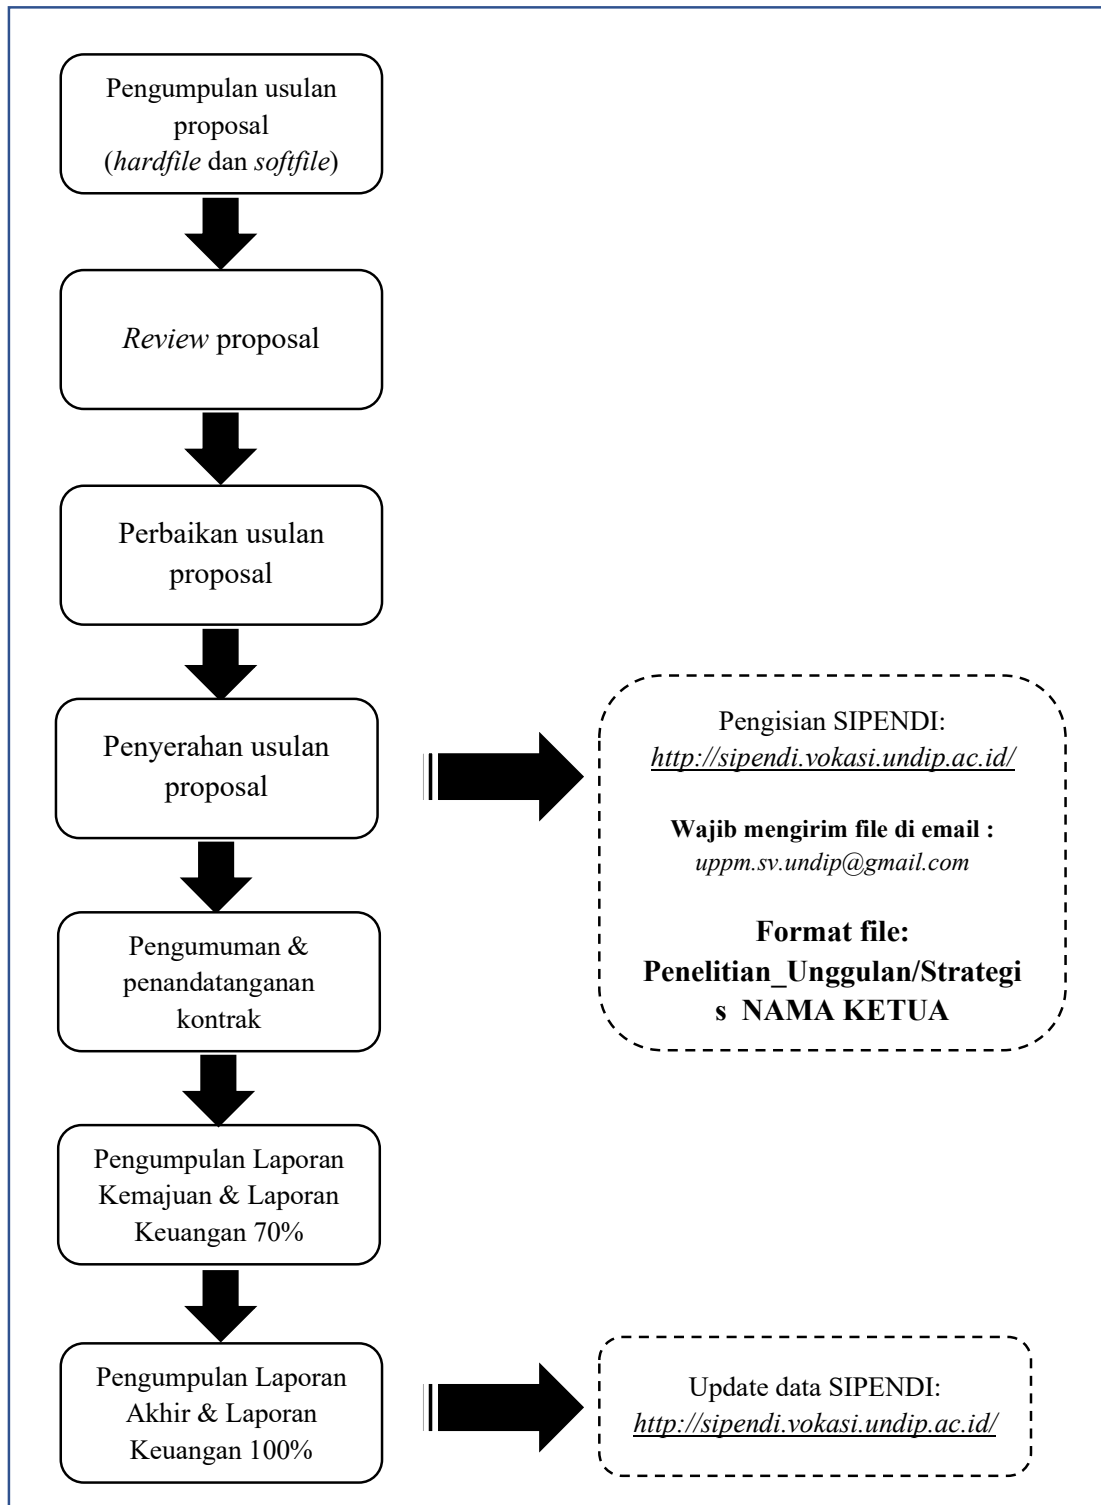 Pengumpulan usulan
proposal
(hardfile dan softfile)
Review proposal
Perbaikan usulan
proposal
Penyerahan usulan
proposal
Pengisian SIPENDI:
http://sipendi.vokasi.undip.ac.id/
Wajib mengirim file di email :
uppm.sv.undip@gmail.com
Format file:
Penelitian_Unggulan/Strategi
s NAMA KETUA
Pengumuman &
penandatanganan
kontrak
Pengumpulan Laporan
Kemajuan & Laporan
Keuangan 70%
Pengumpulan Laporan
Akhir & Laporan
Keuangan 100%
Update data SIPENDI:
http://sipendi.vokasi.undip.ac.id/